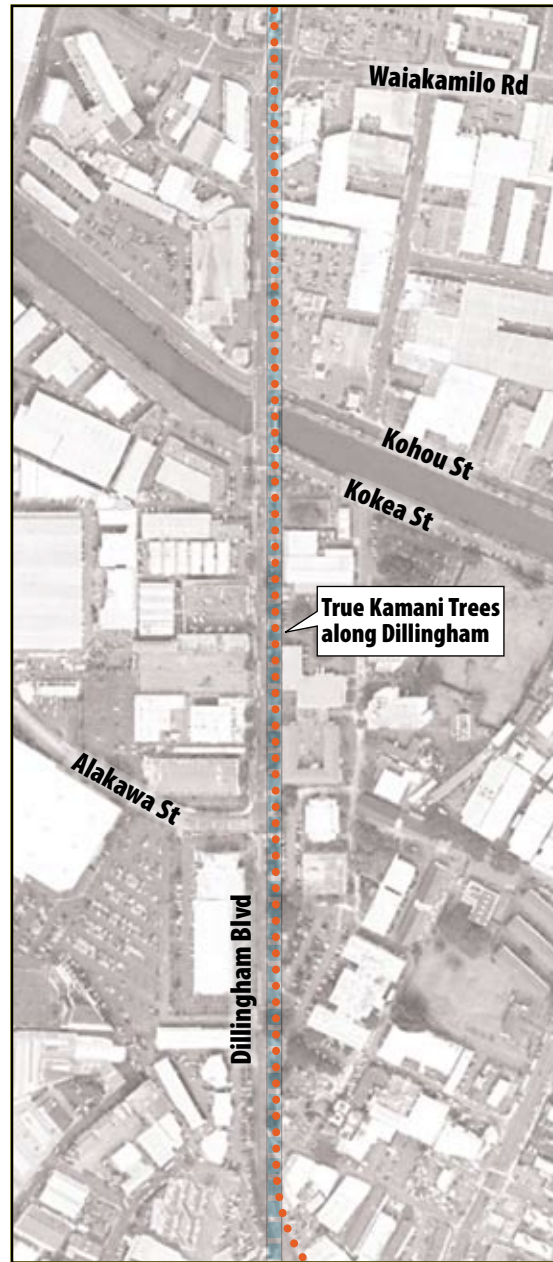 Waiakamilo Rd
Kohou St
Kokea St
True Kamani Trees
along Dillingham
Alakawa St
Dillingham Blvd